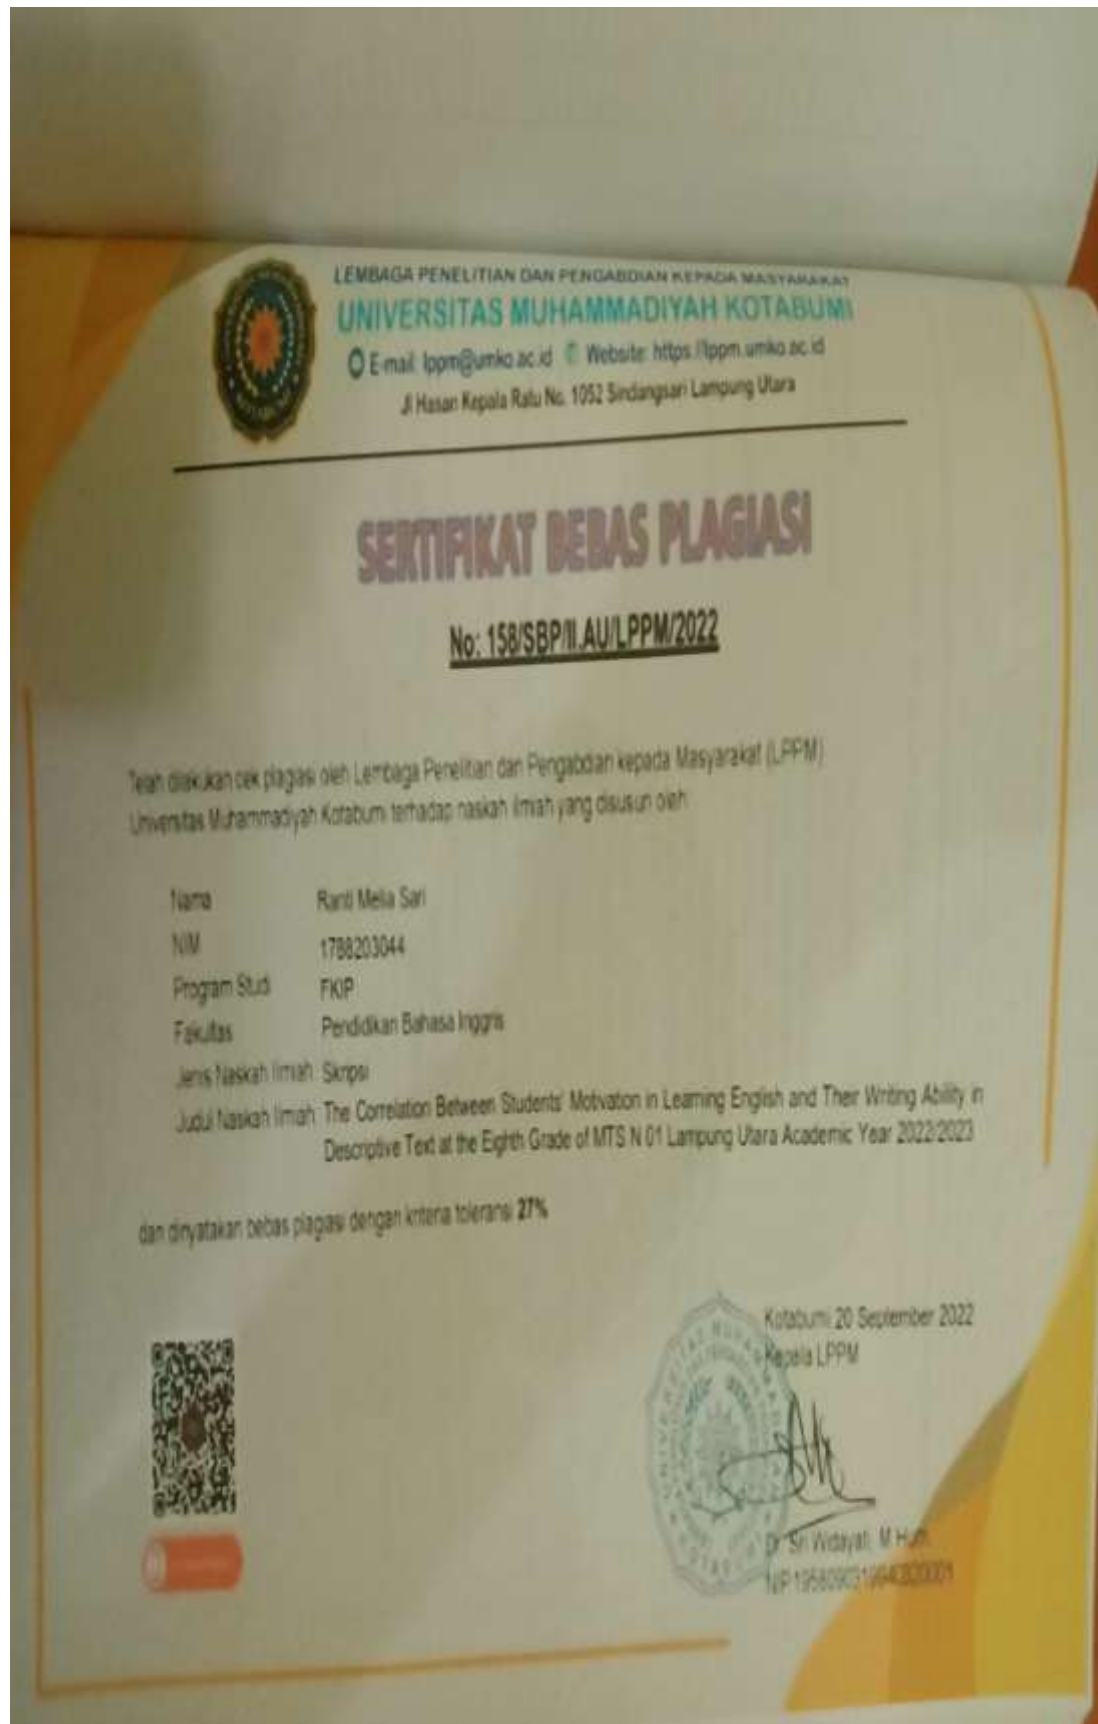 LEMBAGA PENELITIAN DAN PENGABDIAN KEPADA MASYARAKAT
UNIVERSITAS MUHAMMADIYAH KOTABUMI
E-mail: lppm@umko.ac.id Website: https://lppm.umko.ac.id
Jl Hasan Kepala Ratu No. 1052 Sindangsari Lampung Utara
SERTIFIKAT BEBAS PLAGIASI
No: 158/SBP/II.AU/LPPM/2022
Telah dilakukan cek plagiasi oleh Lembaga Penelitian dan Pengabdian kepada Masyarakat (LPPM)
Universitas Muhammadiyah Kotabumi terhadap naskah ilmiah yang disusun oleh:
Nama Ranti Melia Sari
NIM 1788203044
Program Studi FKIP
Fakultas Pendidikan Bahasa Inggris
Jenis Naskah Ilmiah Skripsi
Judul Naskah Ilmiah The Correlation Between Students' Motivation in Learning English and Their Writing Ability in
Descriptive Text at the Eighth Grade of MTS N 01 Lampung Utara Academic Year 2022/2023
dan dinyatakan bebas plagiasi dengan kriteria toleransi 27%
Kotabumi 20 September 2022
Kepala LPPM
Dr. Sri Widayati, M.Hum.
NIP